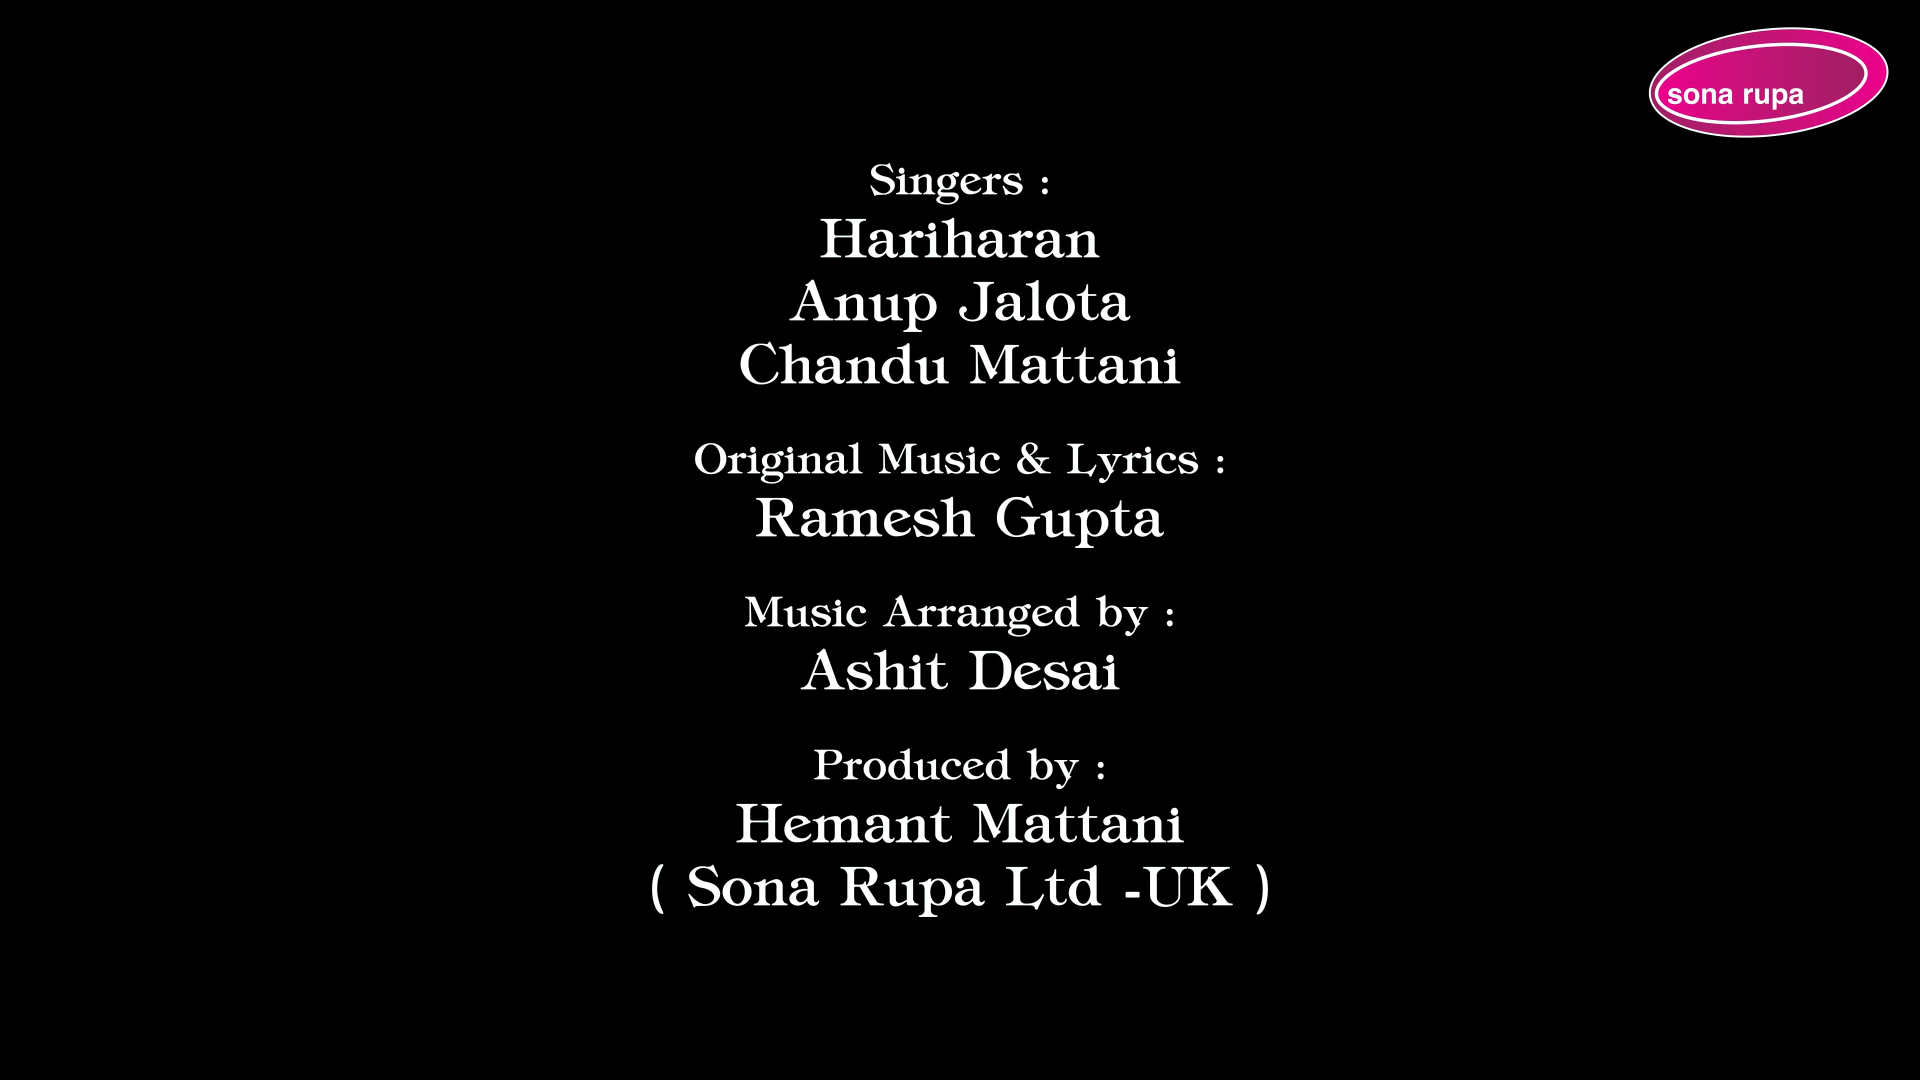 sona rupa
Singers :
Hariharan
Anup Jalota
Chandu Mattani
Original Music & Lyrics :
Ramesh Gupta
Music Arranged by :
Ashit Desai
Produced by :
Hemant Mattani
( Sona Rupa Ltd -UK )